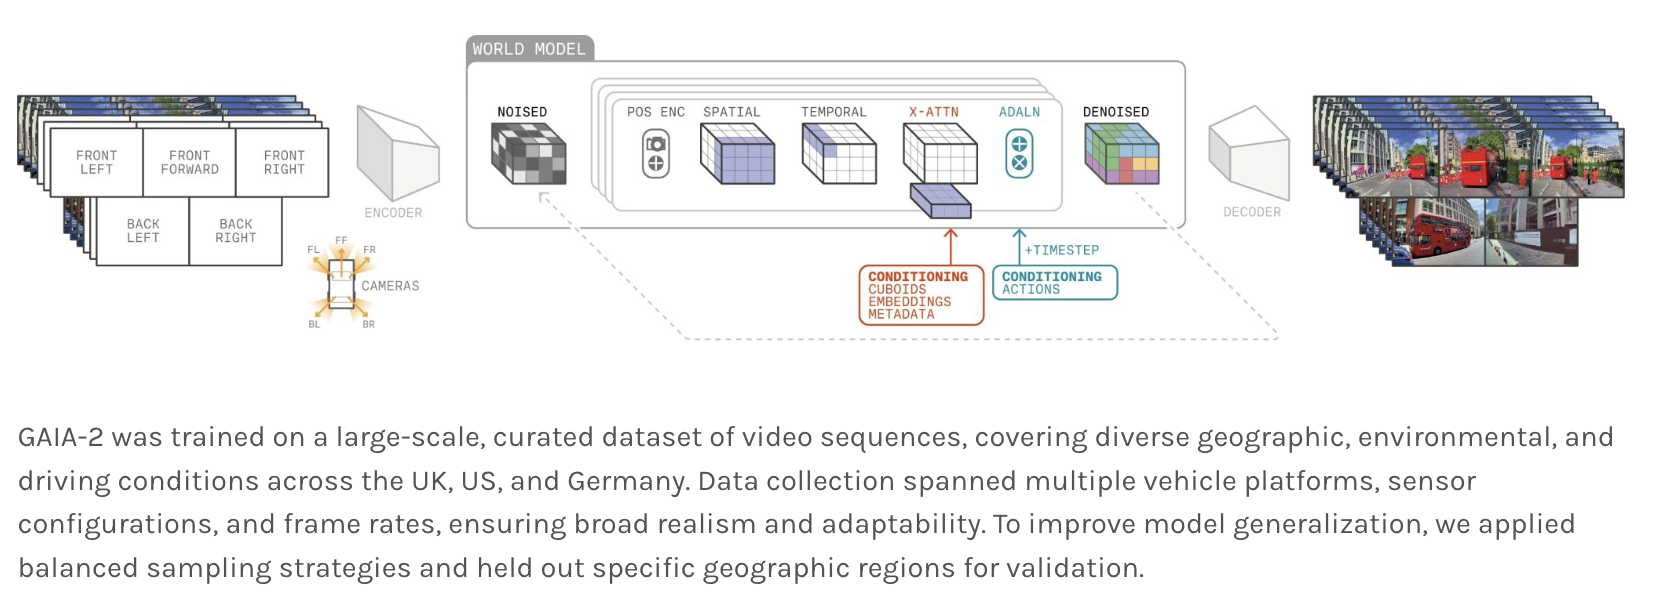 WORLD MODEL
NOISED
POS ENC
SPATIAL
TEMPORAL
X-ATTN
ADALN
DENOISED
FRONT LEFT
FRONT FORWARD
FRONT RIGHT
BACK LEFT
BACK RIGHT
ENCODER
DECODER
FL
FF
FR
CAMERAS
BL
BR
+TIMESTEP
CONDITIONING
CUBOIDS
EMBEDDINGS
METADATA
CONDITIONING
ACTIONS
GAIA-2 was trained on a large-scale, curated dataset of video sequences, covering diverse geographic, environmental, and
driving conditions across the UK, US, and Germany. Data collection spanned multiple vehicle platforms, sensor
configurations, and frame rates, ensuring broad realism and adaptability. To improve model generalization, we applied
balanced sampling strategies and held out specific geographic regions for validation.